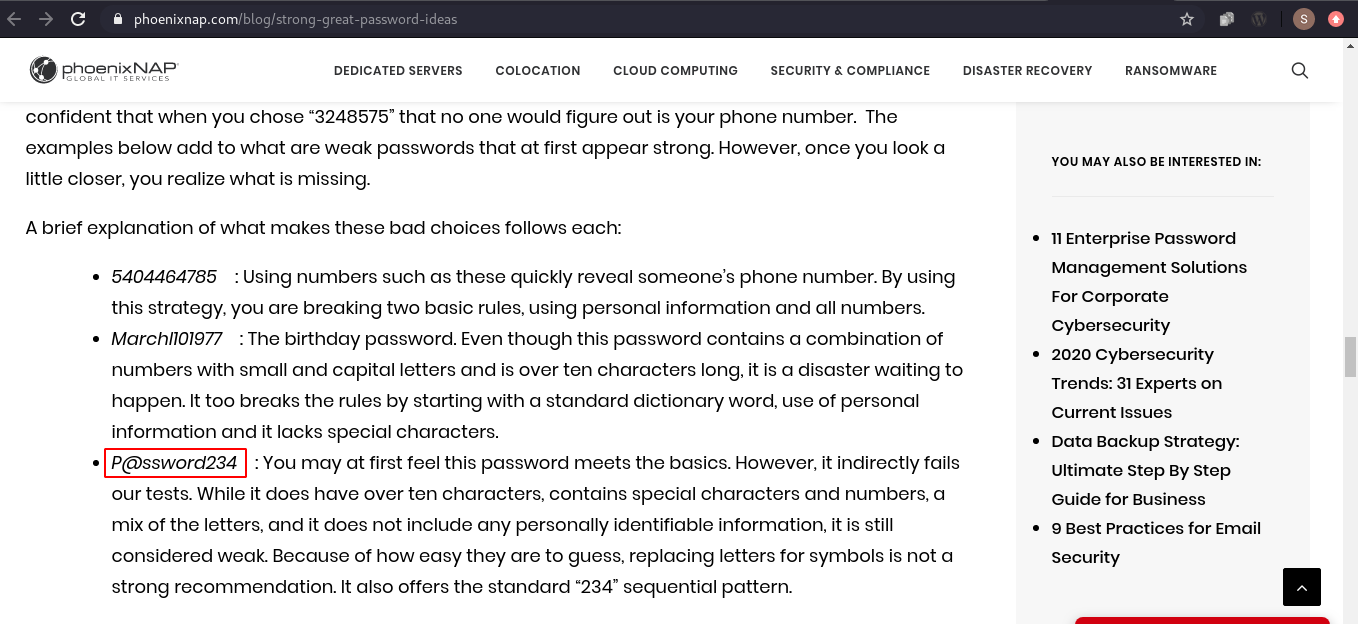 phoenixnap.com/blog/strong-great-password-ideas
S
phoenixNAP
GLOBAL IT SERVICES
DEDICATED SERVERS COLOCATION CLOUD COMPUTING SECURITY & COMPLIANCE DISASTER RECOVERY RANSOMWARE
confident that when you chose “3248575” that no one would figure out is your phone number. The
examples below add to what are weak passwords that at first appear strong. However, once you look a
little closer, you realize what is missing.
A brief explanation of what makes these bad choices follows each:
• 5404464785 : Using numbers such as these quickly reveal someone’s phone number. By using
this strategy, you are breaking two basic rules, using personal information and all numbers.
• Marchl101977 : The birthday password. Even though this password contains a combination of
numbers with small and capital letters and is over ten characters long, it is a disaster waiting to
happen. It too breaks the rules by starting with a standard dictionary word, use of personal
information and it lacks special characters.
• P@ssword234 : You may at first feel this password meets the basics. However, it indirectly fails
our tests. While it does have over ten characters, contains special characters and numbers, a
mix of the letters, and it does not include any personally identifiable information, it is still
considered weak. Because of how easy they are to guess, replacing letters for symbols is not a
strong recommendation. It also offers the standard “234” sequential pattern.
YOU MAY ALSO BE INTERESTED IN:
• 11 Enterprise Password
Management Solutions
For Corporate
Cybersecurity
• 2020 Cybersecurity
Trends: 31 Experts on
Current Issues
• Data Backup Strategy:
Ultimate Step By Step
Guide for Business
• 9 Best Practices for Email
Security